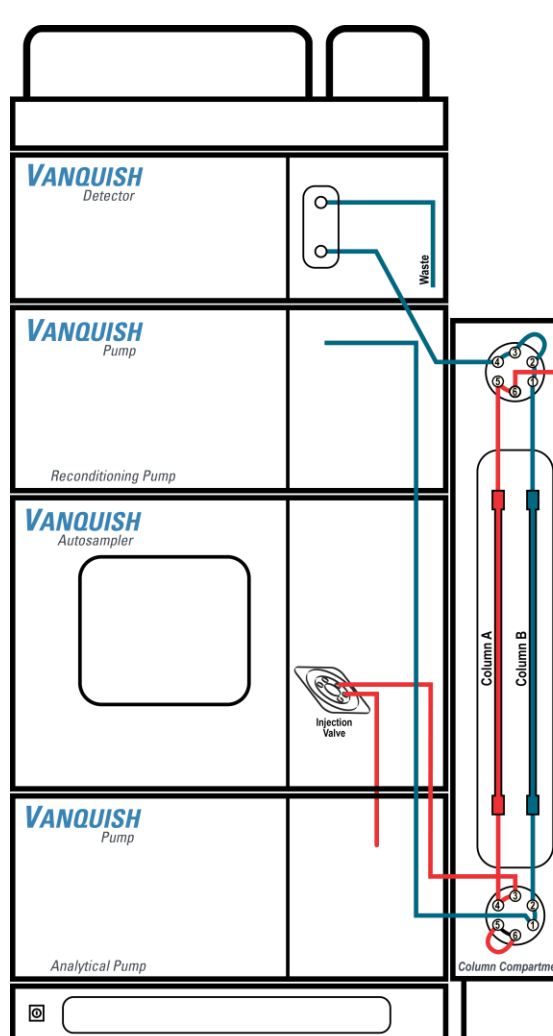 VANQUISH
Detector
Waste
VANQUISH
Pump
Reconditioning Pump
3
4
2
5
1
6
VANQUISH
Autosampler
Injection
Valve
Column A
Column B
VANQUISH
Pump
Analytical Pump
3
4
2
5
1
6
Column Compartme